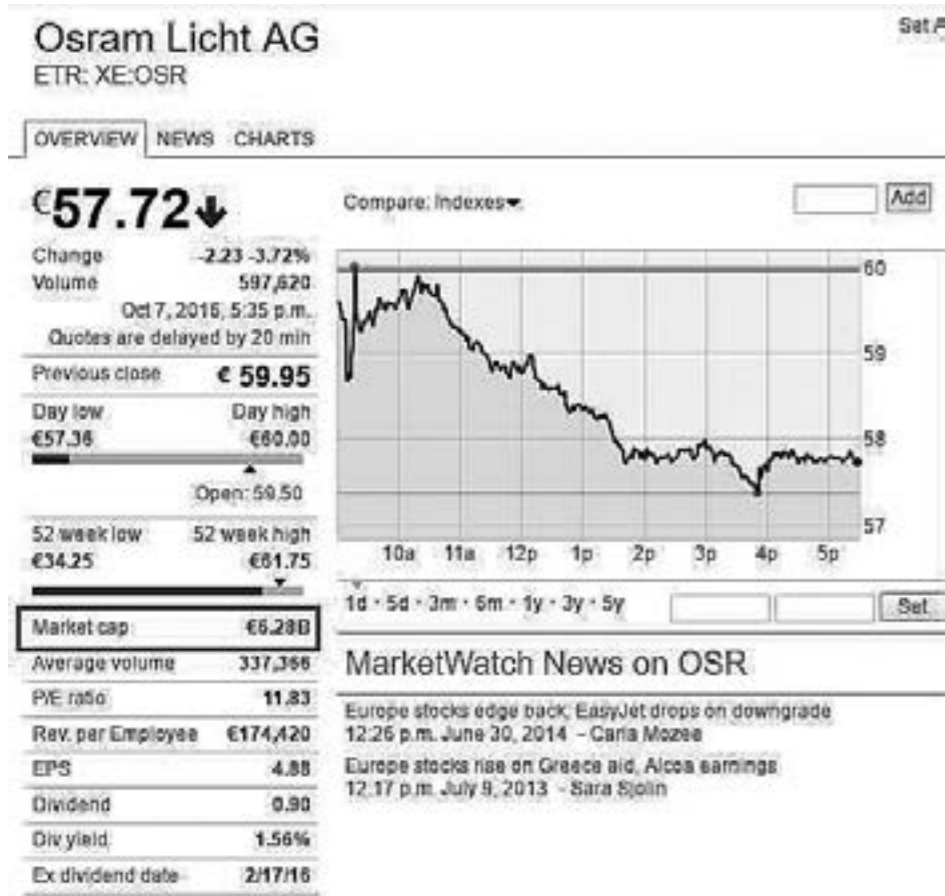 Osram Licht AG
Set
ETR: XE:OSR
OVERVIEW NEWS CHARTS
€57.72
Change -2.23 -3.72%
Volume 597,620
Oct 7, 2016, 5:35 p.m.
Quotes are delayed by 20 min
Previous close € 59.95
Day low Day high
€57.36 €60.00
Open: 59.50
52 week low 52 week high
€34.25 €61.75
Market cap €6.28B
Average volume 337,366
P/E ratio 11.83
Rev. per Employee €174,420
EPS 4.88
Dividend 0.90
Div yield 1.56%
Ex dividend date 2/17/16
Compare: Indexes
Add
60
59
58
57
10a 11a 12p 1p 2p 3p 4p 5p
1d · 5d · 3m · 6m · 1y · 3y · 5y
Set
MarketWatch News on OSR
Europe stocks edge back; EasyJet drops on downgrade
12:26 p.m. June 30, 2014 - Carla Mozee
Europe stocks rise on Greece aid, Alcoa earnings
12:17 p.m. July 9, 2013 - Sara Sjolin